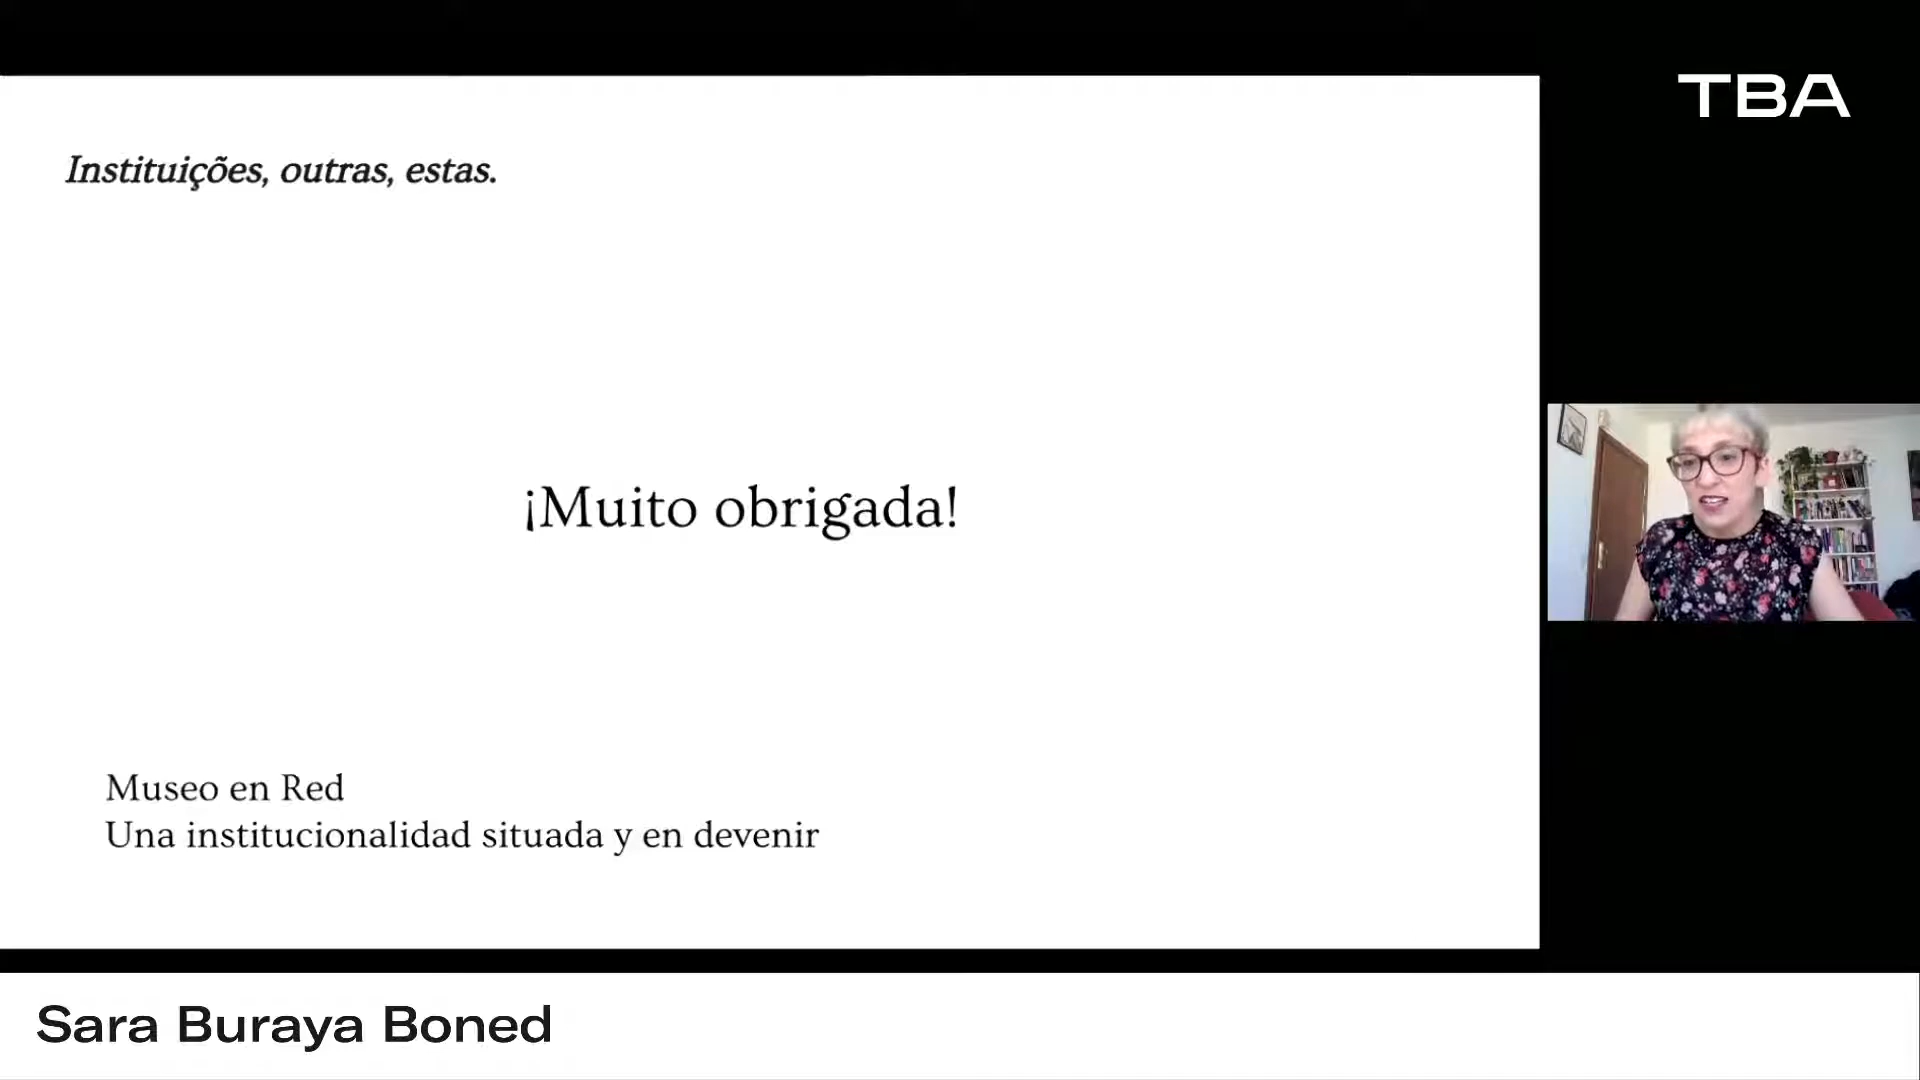 TBA
Instituições, outras, estas.
¡Muito obrigada!
Museo en Red
Una institucionalidad situada y en devenir
Sara Buraya Boned